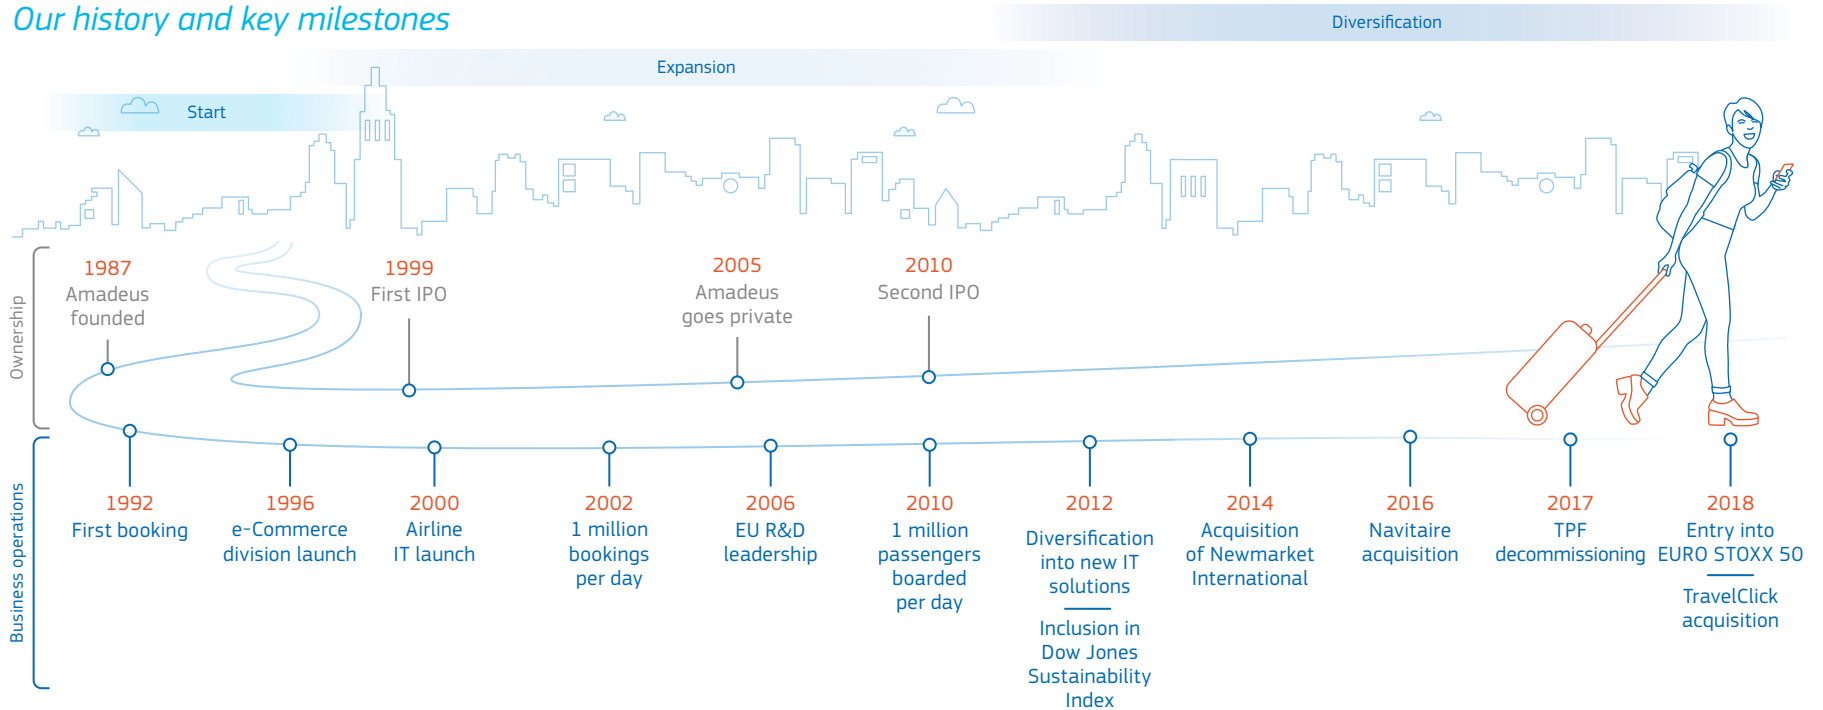 Our history and key milestones
Diversification
Expansion
Start
Ownership
1987
Amadeus
founded
1999
First IPO
2005
Amadeus
goes private
2010
Second IPO
Business operations
1992
First booking
1996
e-Commerce
division launch
2000
Airline
IT launch
2002
1 million
bookings
per day
2006
EU R&D
leadership
2010
1 million
passengers
boarded
per day
2012
Diversification
into new IT
solutions
Inclusion in
Dow Jones
Sustainability
Index
2014
Acquisition
of Newmarket
International
2016
Navitaire
acquisition
2017
TPF
decommissioning
2018
Entry into
EURO STOXX 50
TravelClick
acquisition